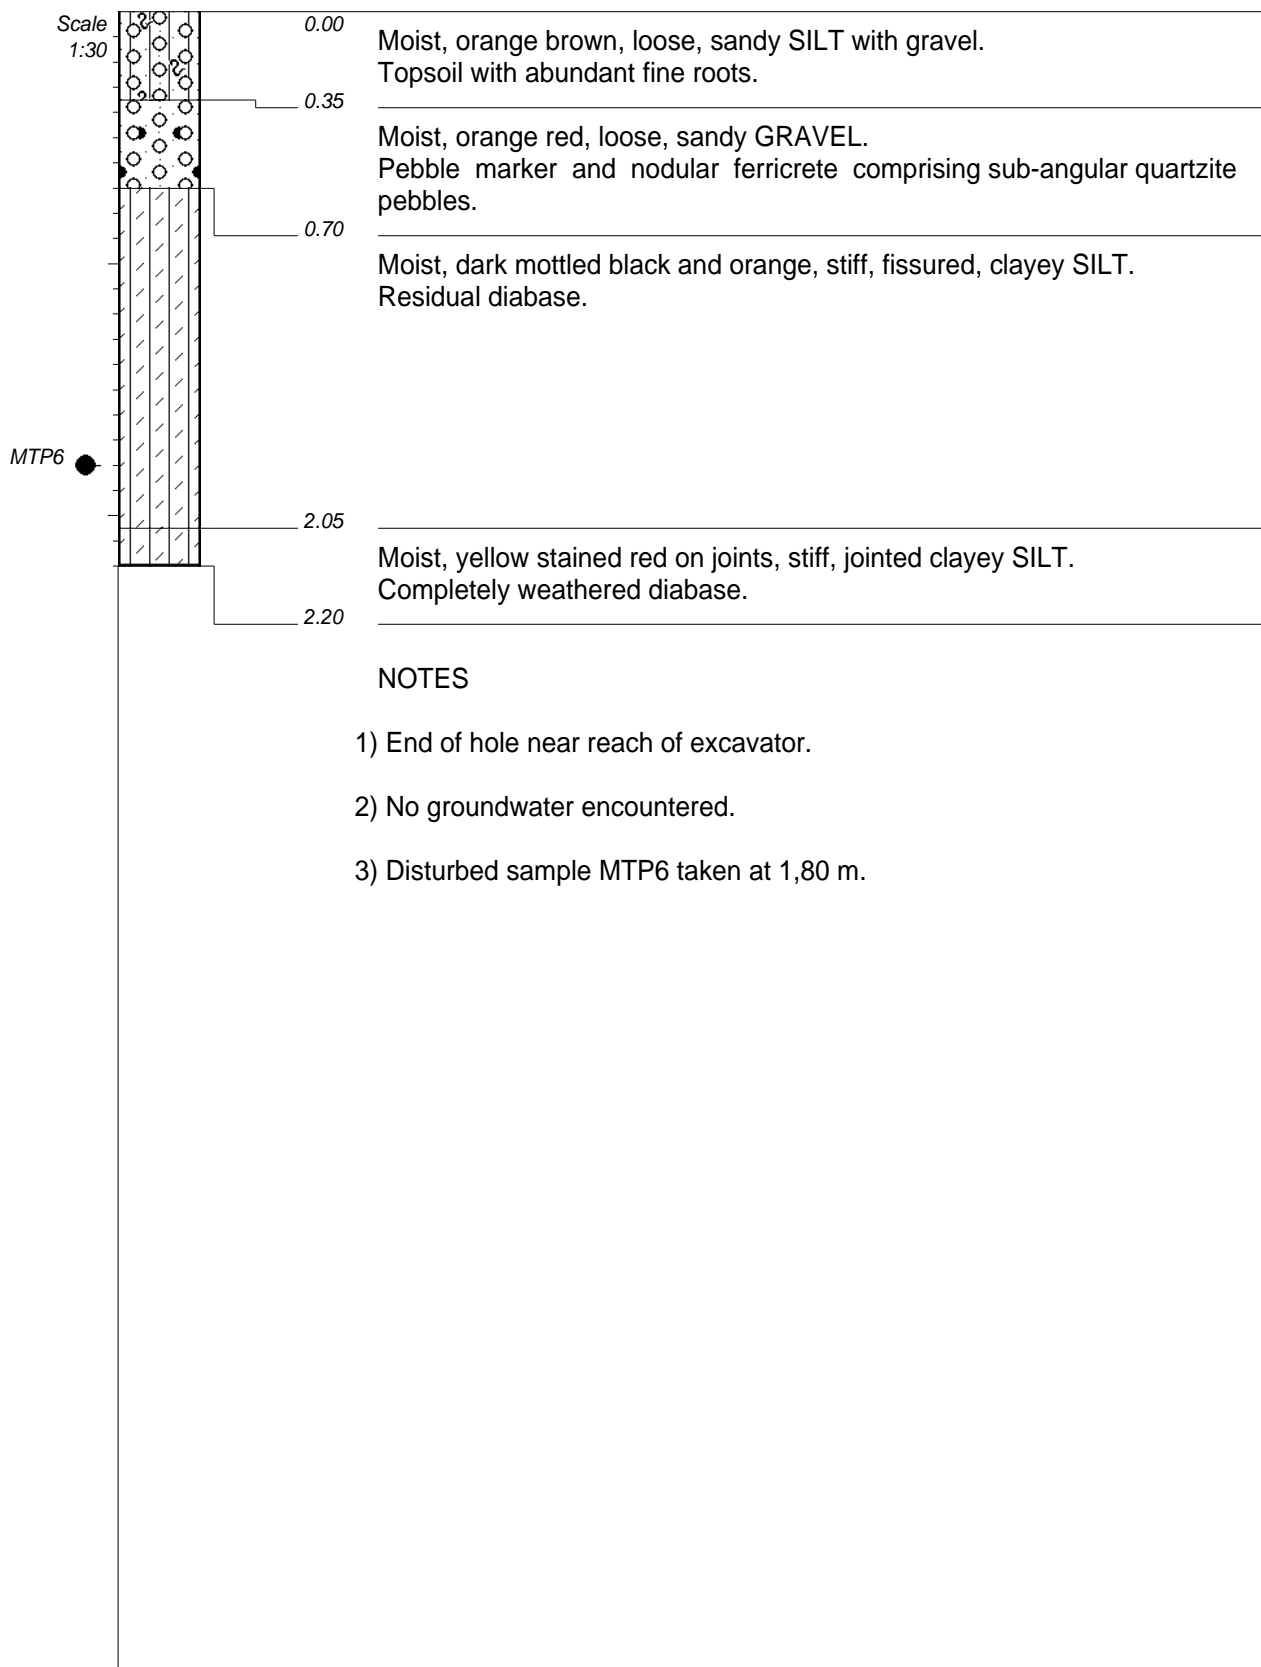 Scale
1:30
0.00
Moist, orange brown, loose, sandy SILT with gravel.
Topsoil with abundant fine roots.
0.35
Moist, orange red, loose, sandy GRAVEL.
Pebble marker and nodular ferricrete comprising sub-angular quartzite
pebbles.
0.70
Moist, dark mottled black and orange, stiff, fissured, clayey SILT.
Residual diabase.
MTP6
2.05
Moist, yellow stained red on joints, stiff, jointed clayey SILT.
Completely weathered diabase.
2.20
NOTES
1) End of hole near reach of excavator.
2) No groundwater encountered.
3) Disturbed sample MTP6 taken at 1,80 m.